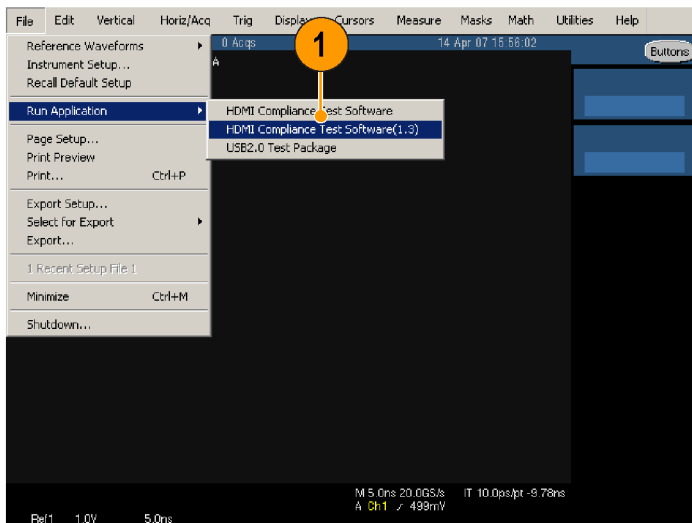 File Edit Vertical Horiz/Acq Trig Display Cursors Measure Masks Math Utilities Help
0 Acqs 14 Apr 07 15:56:02
Buttons
A
1
Reference Waveforms
Instrument Setup...
Recall Default Setup
Run Application
HDMI Compliance Test Software
HDMI Compliance Test Software(1.3)
USB2.0 Test Package
Page Setup...
Print Preview
Print... Ctrl+P
Export Setup...
Select for Export
Export...
1 Recent Setup File 1
Minimize Ctrl+M
Shutdown...
M 5.0ns 20.0GS/s IT 10.0ps/pt -9.78ns
A Ch1 499mV
Ref1 1.0V 5.0ns